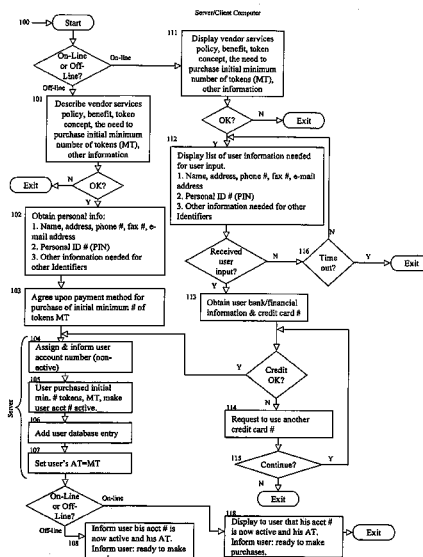 Server/Client Computer
100
Start
On-Line
or Off-
Line?
On-line
Off-line
111
Display vendor services
policy, benefit, token
concept, the need to
purchase initial minimum
number of tokens (MT),
other information
101
Describe vendor services
policy, benefit, token
concept, the need to
purchase initial minimum
number of tokens (MT),
other information
OK?
N
Exit
Y
112
Display list of user information needed
for user input.
1. Name, address, phone #, fax #, e-mail
address
2. Personal ID # (PIN)
3. Other information needed for other
Identifiers
Exit
N
OK?
Y
102
Obtain personal info:
1. Name, address, phone #, fax #, e-
mail address
2. Personal ID # (PIN)
3. Other information needed for
other Identifiers
Received
user
input?
N
116
Time
out?
N
Y
Exit
Y
113
Obtain user bank/financial
information & credit card #
103
Agree upon payment method for
purchase of initial minimum # of
tokens MT
Server
104
Assign & inform user
account number (non-
active)
105
User purchased initial
min. # tokens, MT, make
user acct # active.
106
Add user database entry
107
Set user's AT=MT
Y
Credit
OK?
N
114
Request to use another
credit card #
115
Continue?
Y
N
Exit
On-Line
or Off-
Line?
On-line
Off-line
108
Inform user his acct # is
now active and his AT.
Inform user: ready to make
118
Display to user that his acct #
is now active and his AT.
Inform user: ready to make
purchases.
Exit